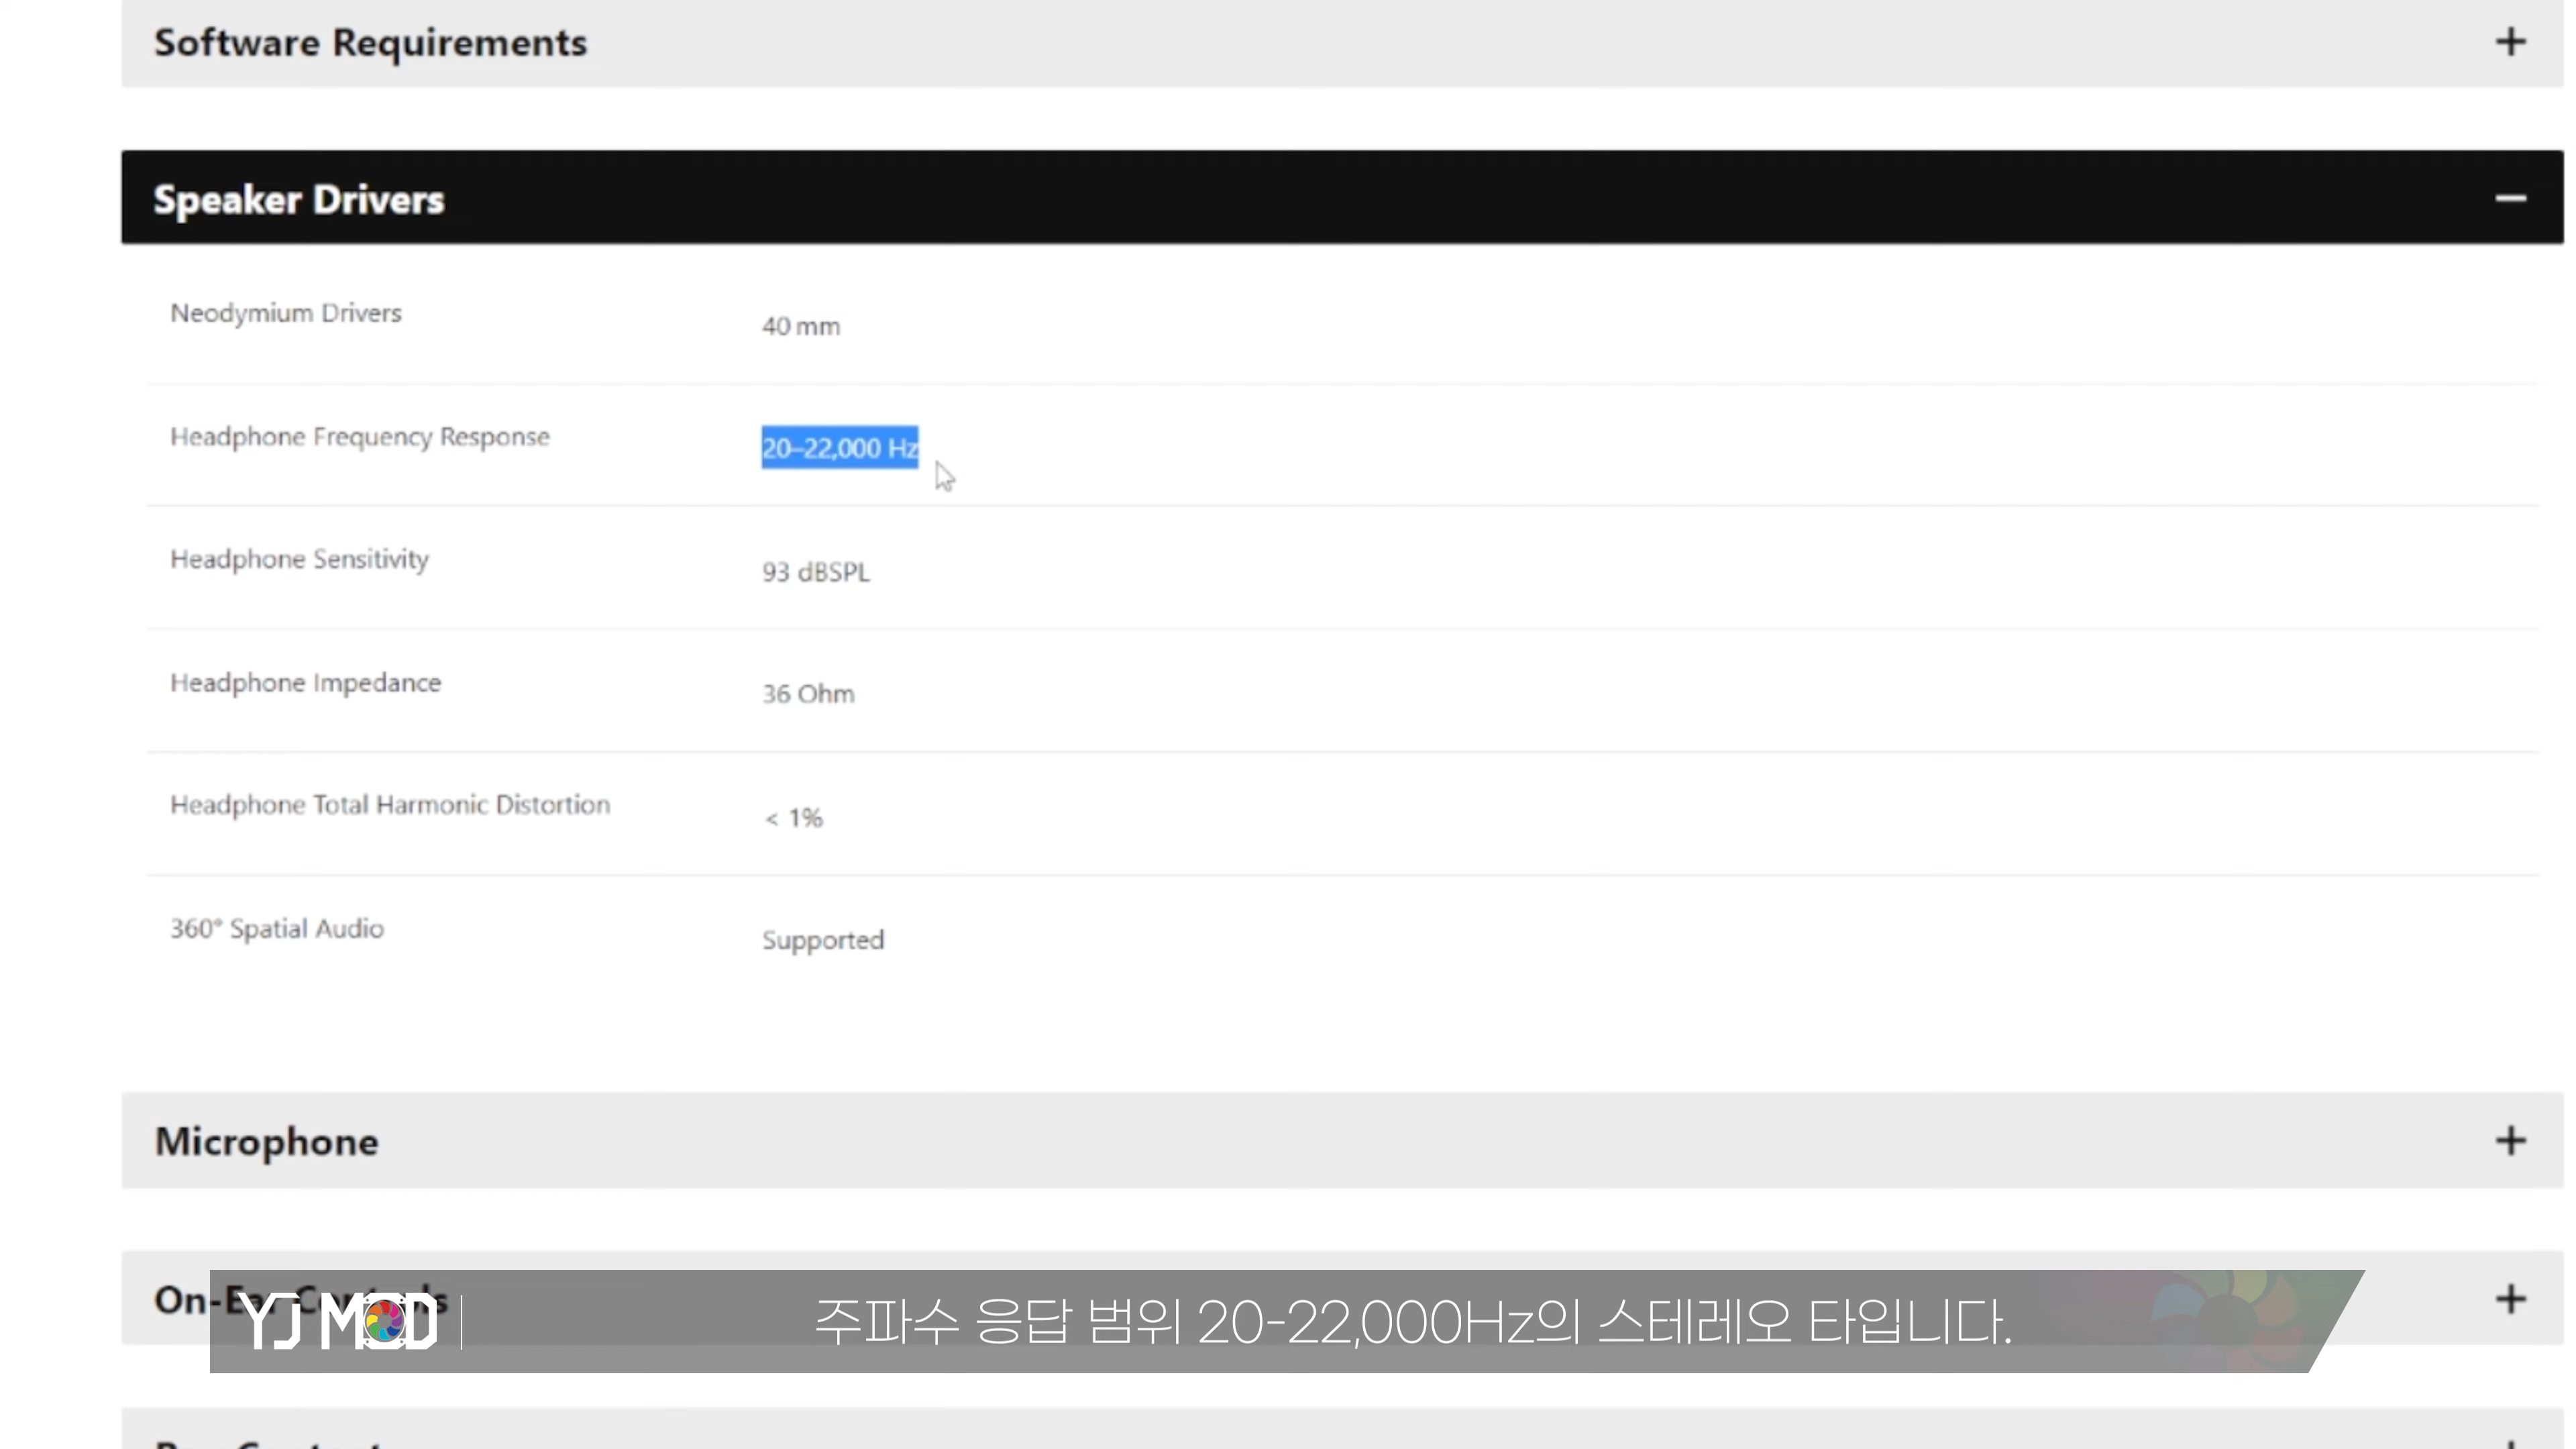 Software Requirements
Speaker Drivers
Neodymium Drivers
40 mm
Headphone Frequency Response
20–22,000 Hz
Headphone Sensitivity
93 dBSPL
Headphone Impedance
36 Ohm
Headphone Total Harmonic Distortion
< 1%
360° Spatial Audio
Supported
Microphone
On-Ear Controls
YJ MOD
주파수 응답 범위 20-22,000Hz의 스테레오 타입니다.